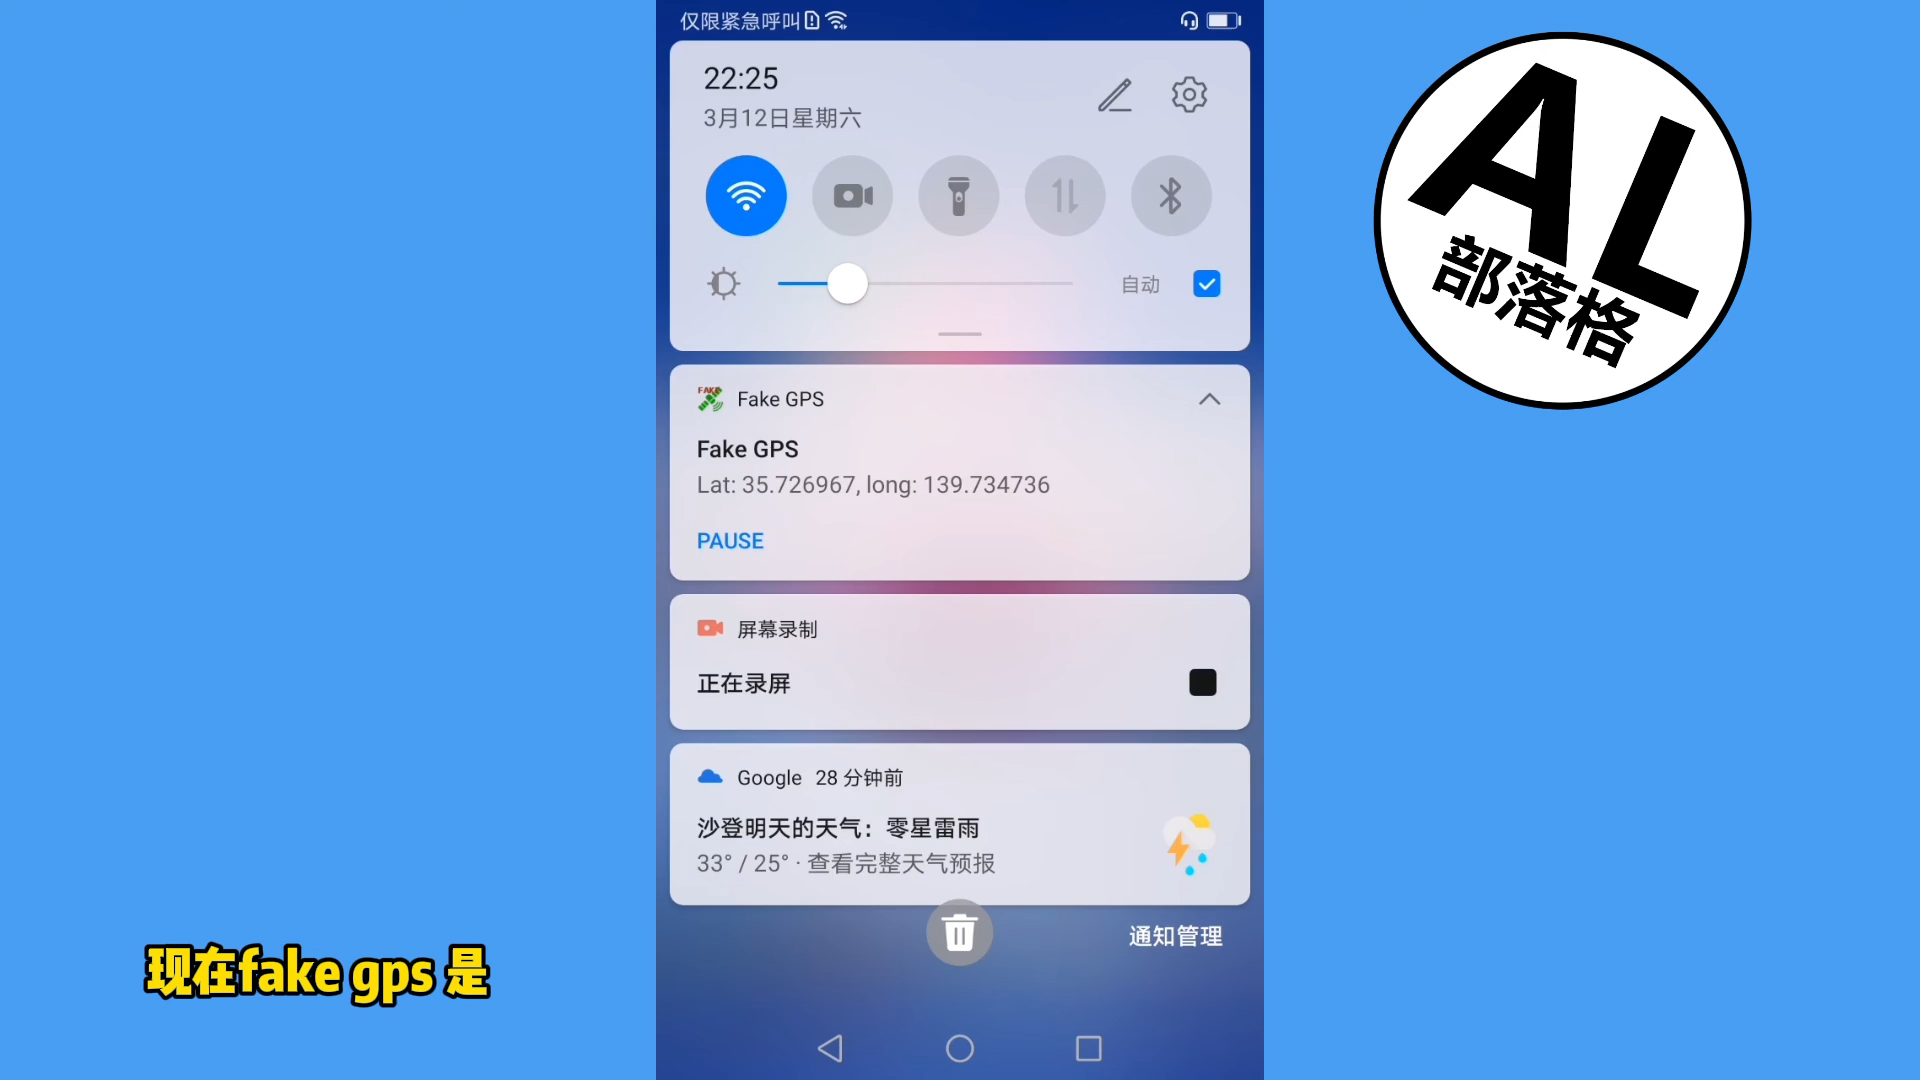 仅限紧急呼叫
22:25
3月12日星期六
自动
FAKE
Fake GPS
Fake GPS
Lat: 35.726967, long: 139.734736
PAUSE
屏幕录制
正在录屏
Google 28 分钟前
沙登明天的天气：零星雷雨
33° / 25° · 查看完整天气预报
通知管理
AL
部落格
现在fake gps 是